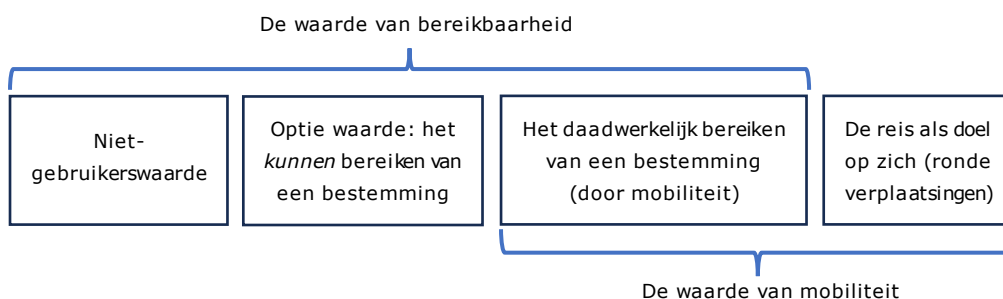 De waarde van bereikbaarheid
Niet-
gebruikerswaarde
Optie waarde: het
kunnen bereiken van
een bestemming
Het daadwerkelijk bereiken
van een bestemming
(door mobiliteit)
De reis als doel
op zich (ronde
verplaatsingen)
De waarde van mobiliteit